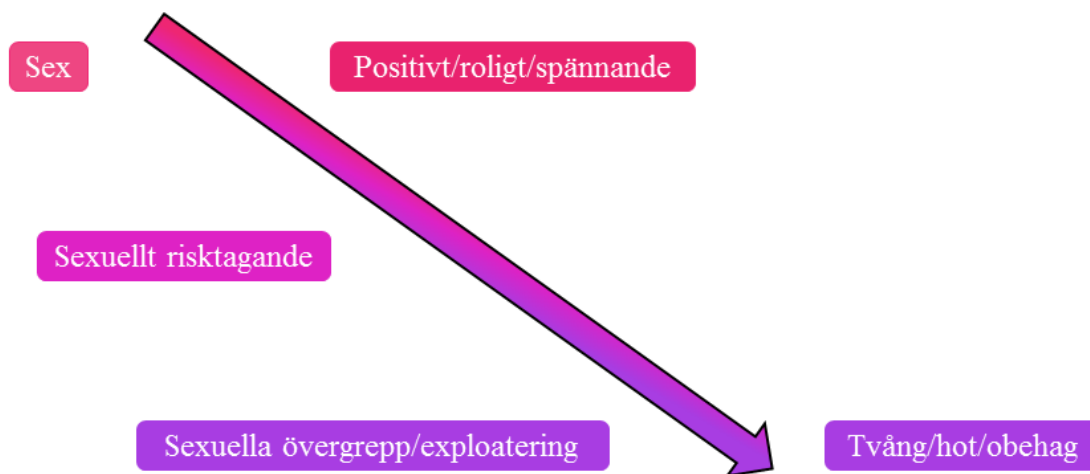 Sex
Positivt/roligt/spännande
Sexuellt risktagande
Sexuella övergrepp/exploatering
Tvång/hot/obehag